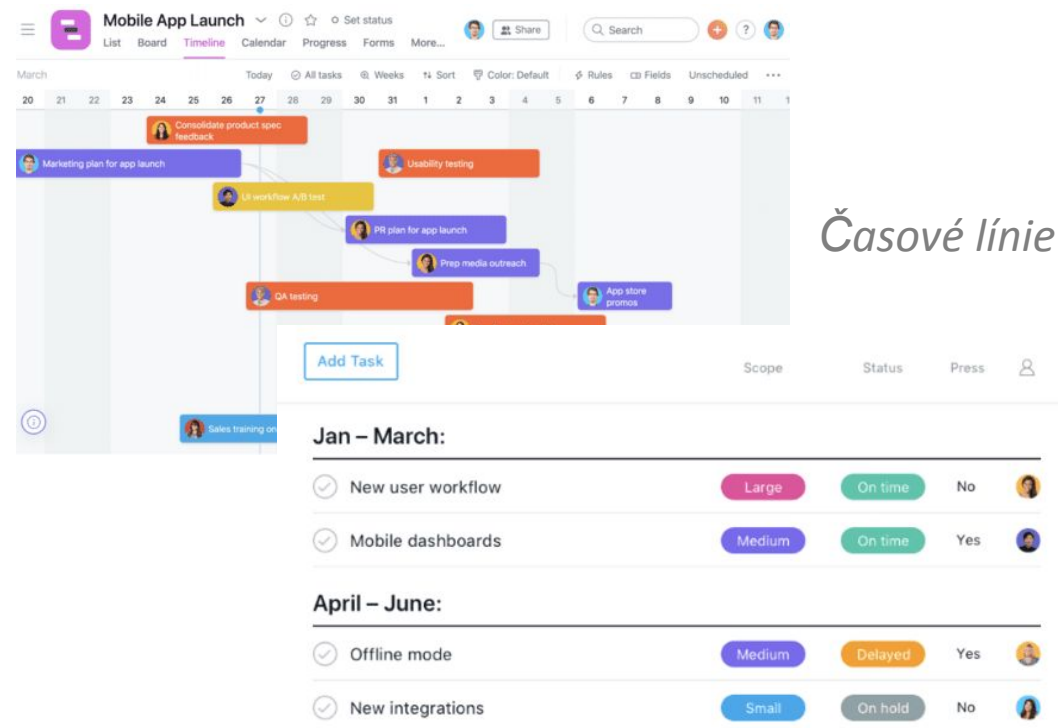 Mobile App Launch
Set status
Share
Search
?
List Board Timeline Calendar Progress Forms More...
March
Today All tasks Weeks Sort Color: Default Rules Fields Unscheduled
20 21 22 23 24 25 26 27 28 29 30 31 1 2 3 4 5 6 7 8 9 10 11
Consolidate product spec
feedback
Marketing plan for app launch
Usability testing
UI workflow A/B test
PR plan for app launch
Časové línie
Prep media outreach
QA testing
App store
promos
Sales training on
Add Task
Scope Status Press
Jan – March:
New user workflow Large On time No
Mobile dashboards Medium On time Yes
April – June:
Offline mode Medium Delayed Yes
New integrations Small On hold No